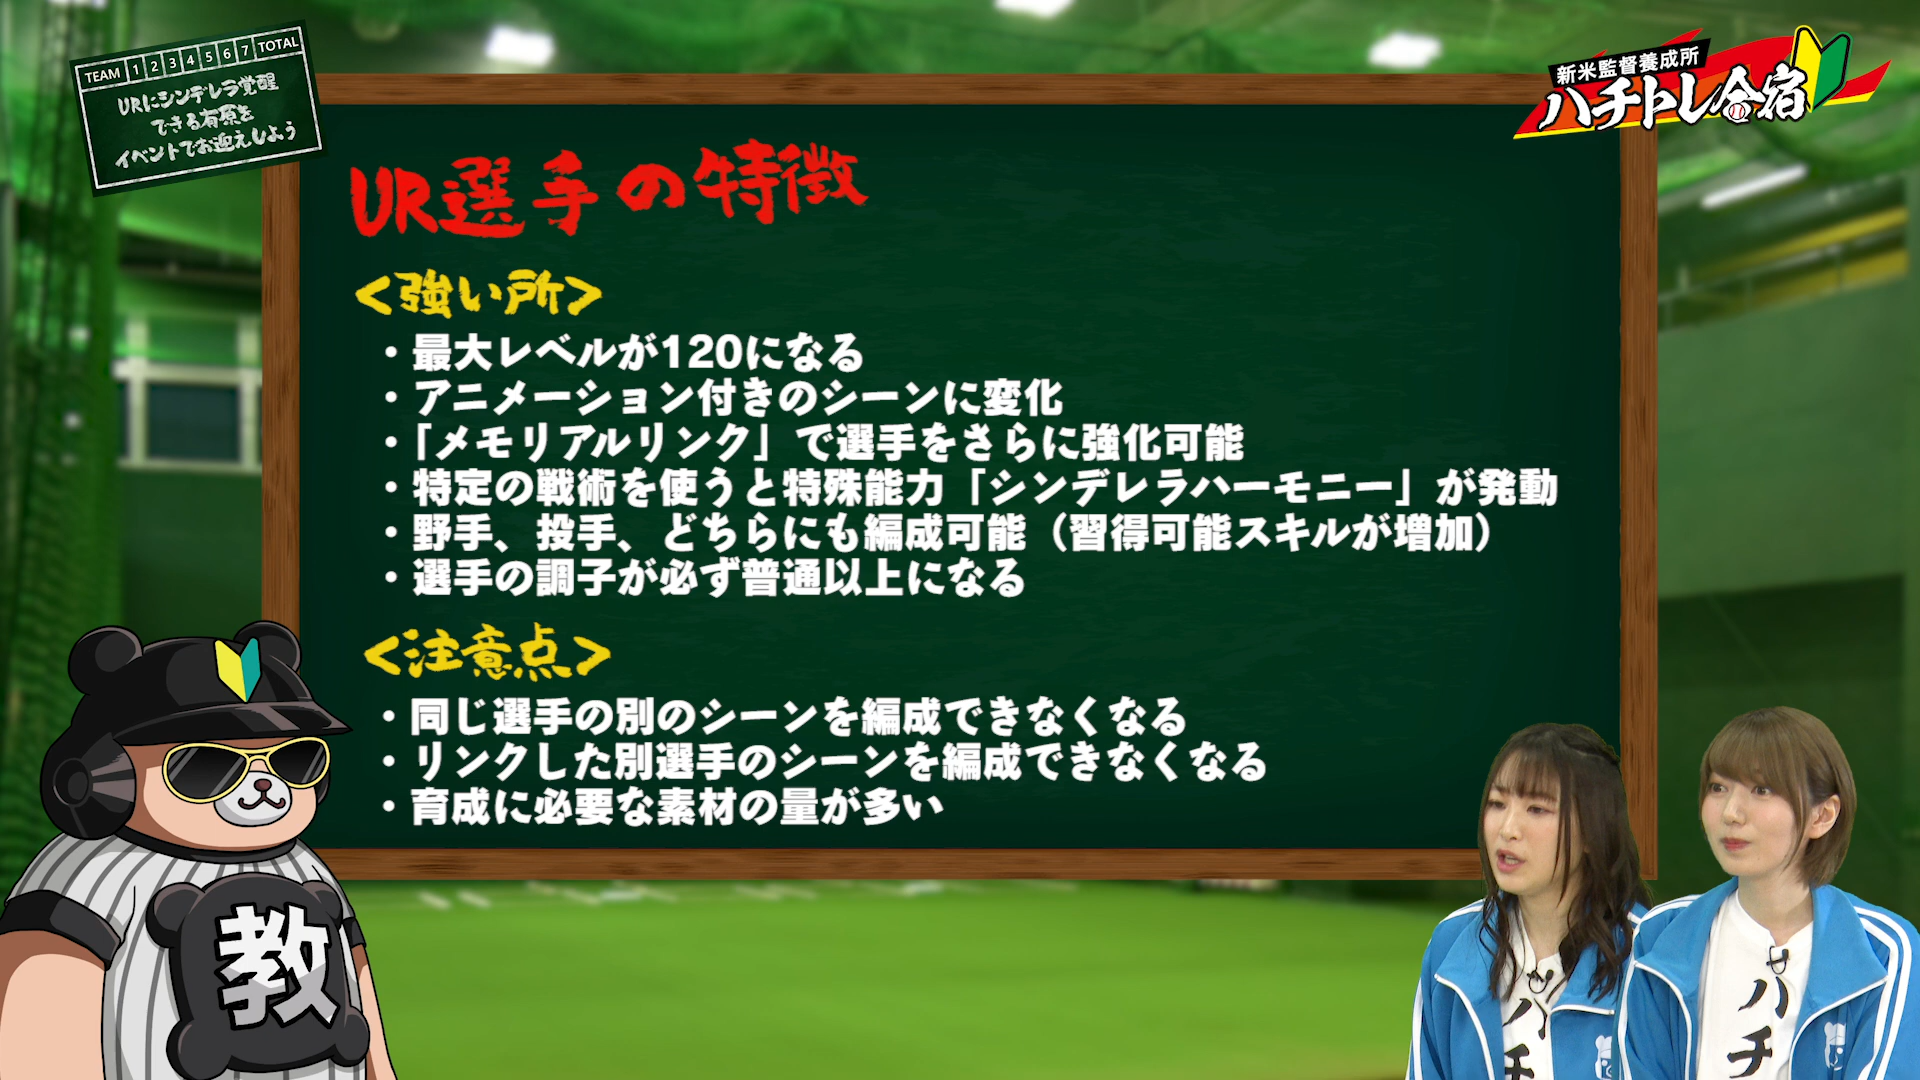 TEAM 1 2 3 4 5 6 7 TOTAL
URにシンデレラ覚醒
できる有原を
イベントでお迎えしよう
新米監督養成所
ハチトレ合宿
UR選手の特徴
<強い所>
・最大レベルが120になる
・アニメーション付きのシーンに変化
・「メモリアルリンク」で選手をさらに強化可能
・特定の戦術を使うと特殊能力「シンデレラハーモニー」が発動
・野手、投手、どちらにも編成可能（習得可能スキルが増加）
・選手の調子が必ず普通以上になる
<注意点>
・同じ選手の別のシーンを編成できなくなる
・リンクした別選手のシーンを編成できなくなる
・育成に必要な素材の量が多い
教
ハチ
ハチ